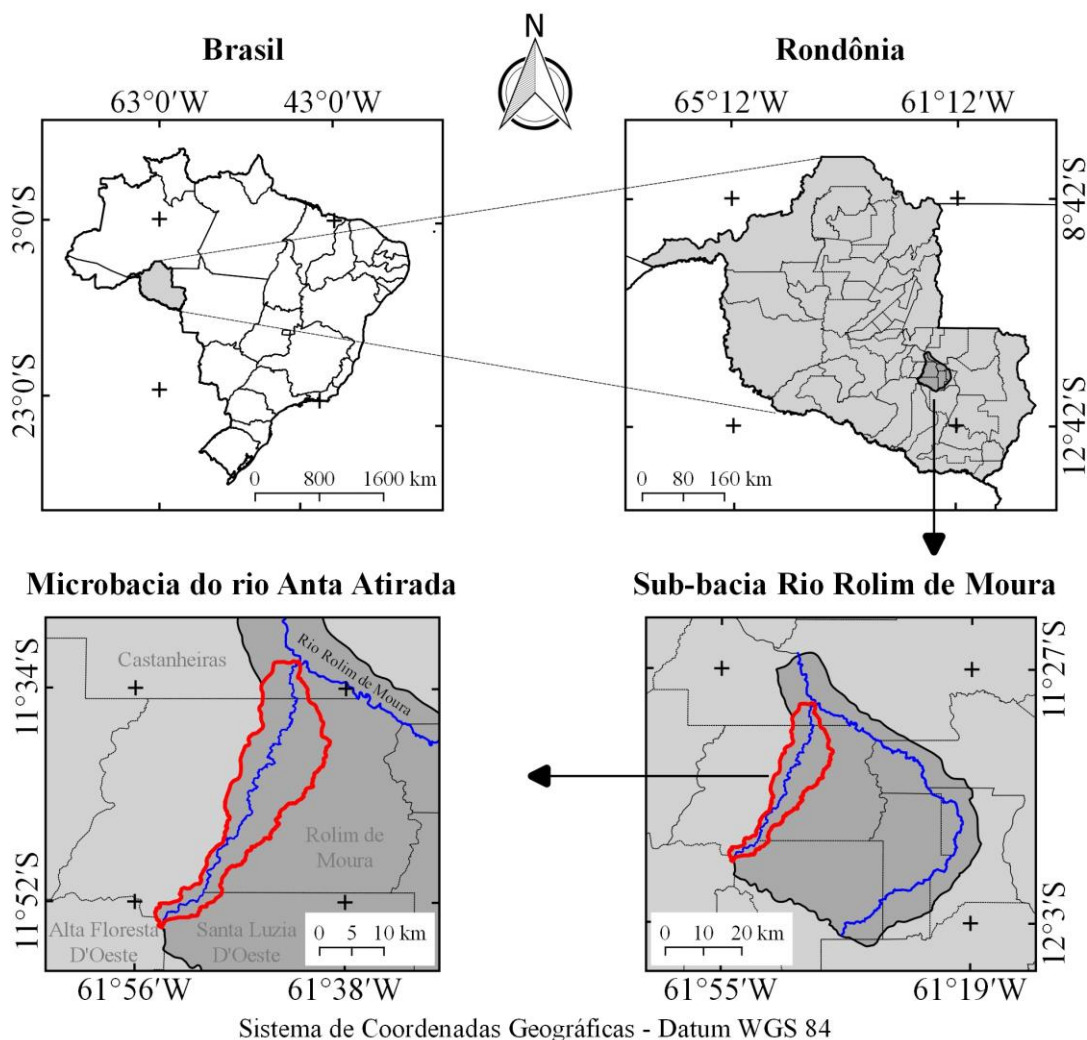 N
Brasil
63°0'W 43°0'W
3°0'S
23°0'S
0 800 1600 km
Rondônia
65°12'W 61°12'W
8°42'S
12°42'S
0 80 160 km
Microbacia do rio Anta Atirada
11°34'S
11°52'S
Castanheiras
Rio Rolim de Moura
Rolim de
Moura
Alta Floresta
D'Oeste
Santa Luzia
D'Oeste
0 5 10 km
61°56'W 61°38'W
Sub-bacia Rio Rolim de Moura
11°27'S
12°3'S
0 10 20 km
61°55'W 61°19'W
Sistema de Coordenadas Geográficas - Datum WGS 84